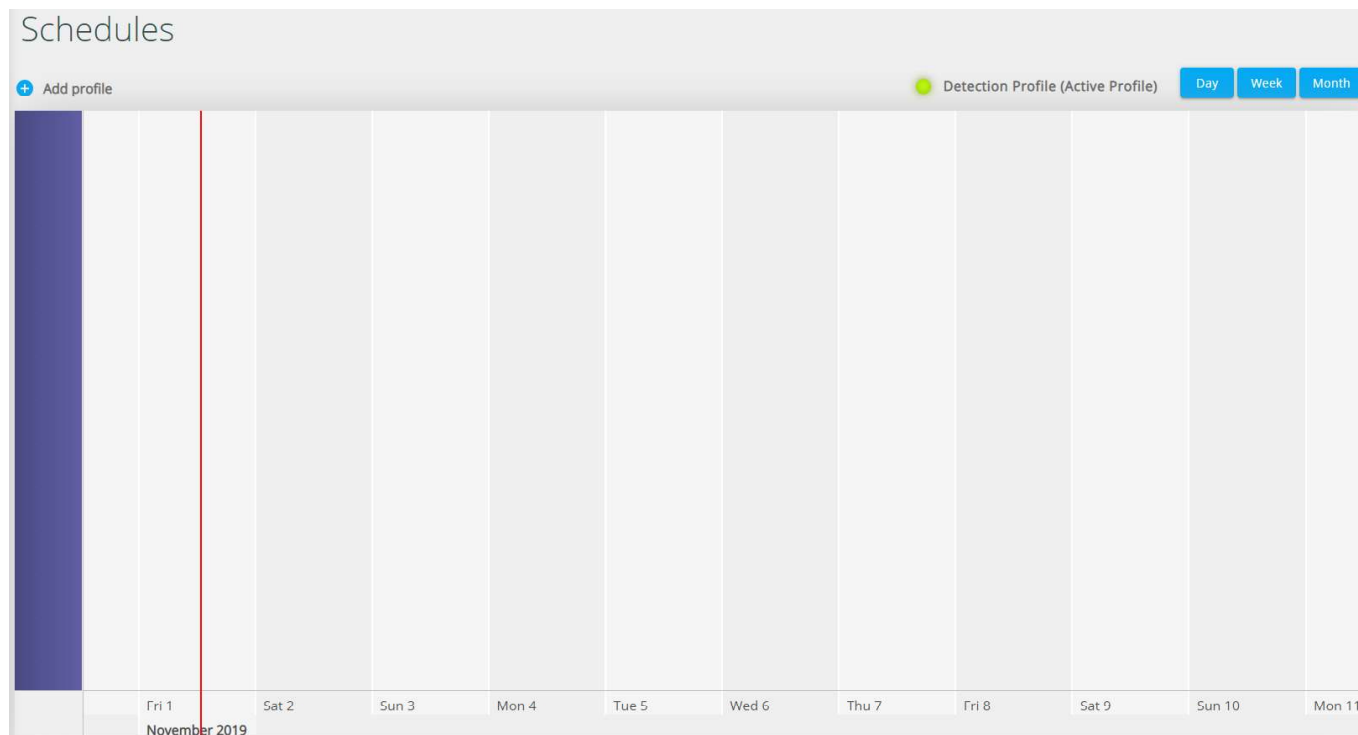 Schedules
Add profile
Detection Profile (Active Profile)
Day
Week
Month
Fri 1
Sat 2
Sun 3
Mon 4
Tue 5
Wed 6
Thu 7
Fri 8
Sat 9
Sun 10
Mon 11
November 2019